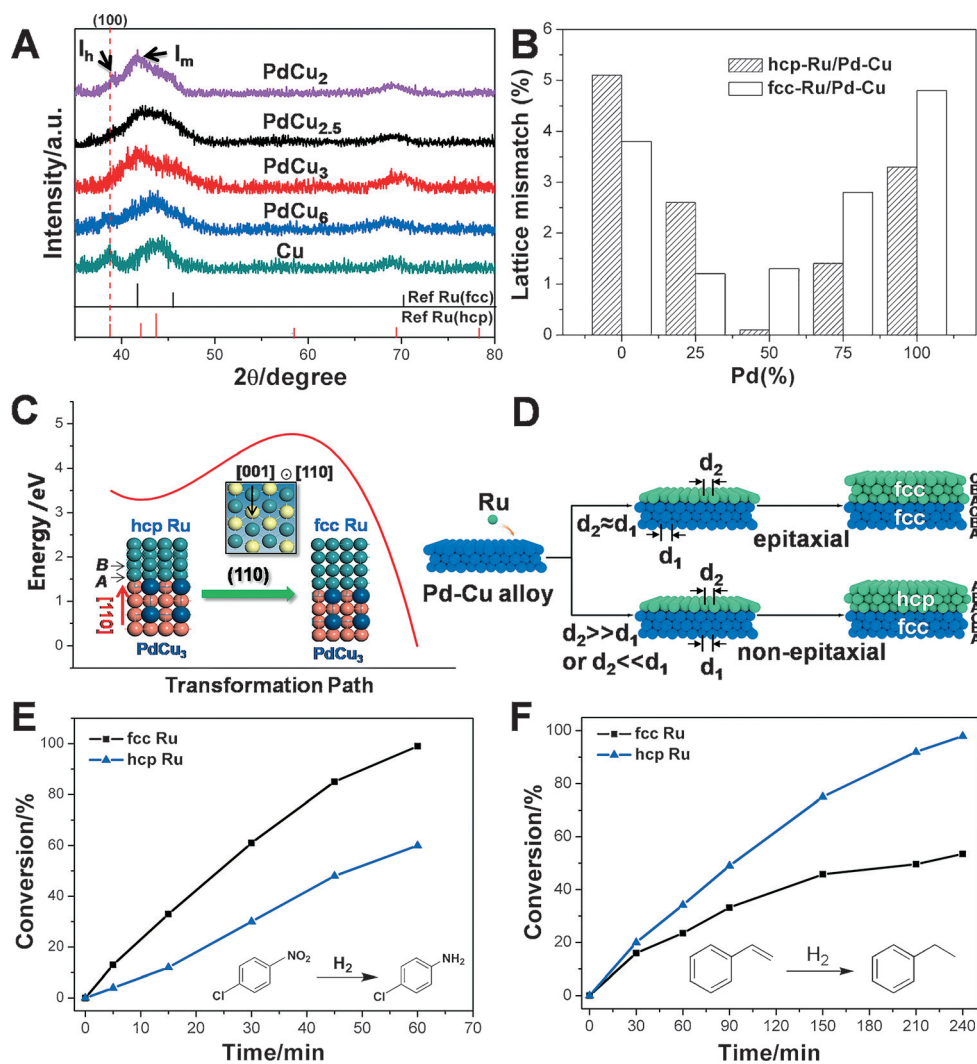 A
(100)
I_h
I_m
PdCu₂
PdCu₂.₅
PdCu₃
PdCu₆
Cu
Ref Ru(fcc)
Ref Ru(hcp)
Intensity/a.u.
40 50 60 70 80
2θ/degree
B
hcp-Ru/Pd-Cu
fcc-Ru/Pd-Cu
Lattice mismatch (%)
6
5
4
3
2
1
0
0 25 50 75 100
Pd(%)
C
5
4
3
2
1
0
Energy /eV
[001] ⊙ [110]
hcp Ru
fcc Ru
B
A
(110)
[110]
PdCu₃
PdCu₃
Transformation Path
D
Ru
Pd-Cu alloy
d₂≈d₁
d₂
d₁
epitaxial
fcc
fcc
d₂>>d₁
or d₂<<d₁
d₂
d₁
non-epitaxial
hcp
fcc
E
fcc Ru
hcp Ru
Conversion/%
100
80
60
40
20
0
NO₂
Cl
H₂
NH₂
Cl
0 10 20 30 40 50 60 70
Time/min
F
fcc Ru
hcp Ru
Conversion/%
100
80
60
40
20
0
H₂
0 30 60 90 120 150 180 210 240
Time/min